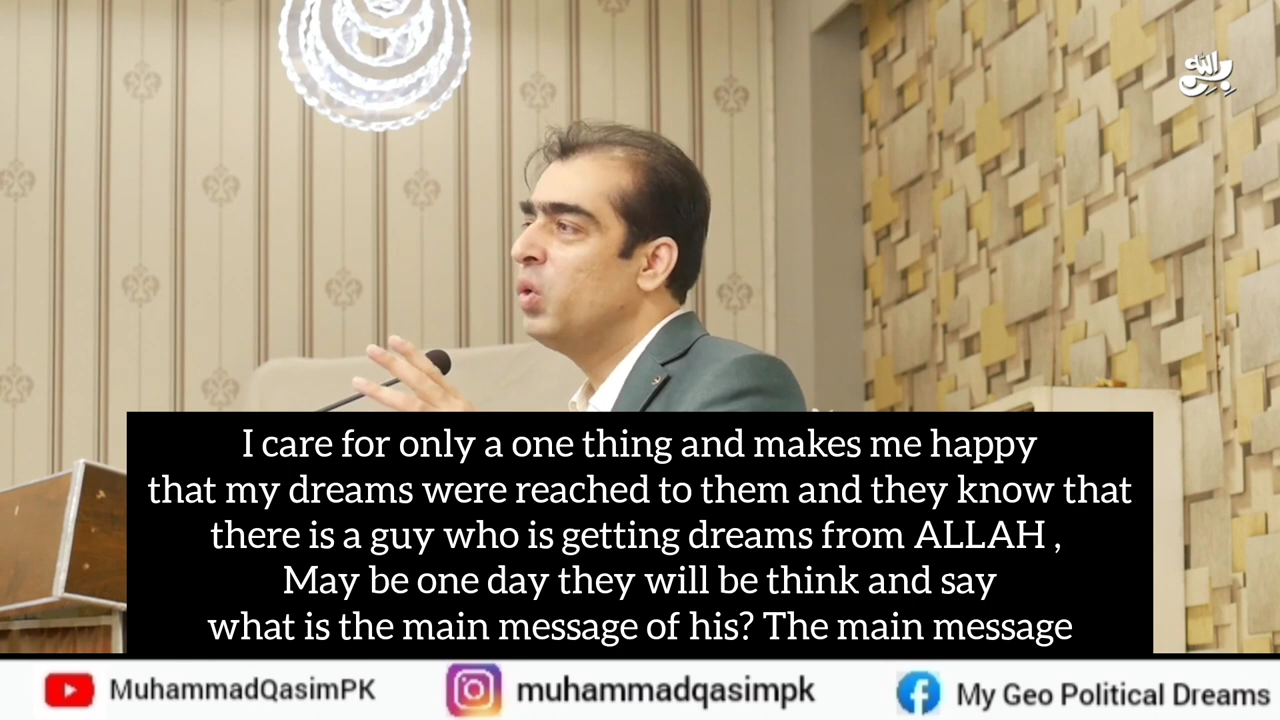 بسم الله
I care for only a one thing and makes me happy
that my dreams were reached to them and they know that
there is a guy who is getting dreams from ALLAH ,
May be one day they will be think and say
what is the main message of his? The main message
MuhammadQasimPK muhammadqasimpk My Geo Political Dreams